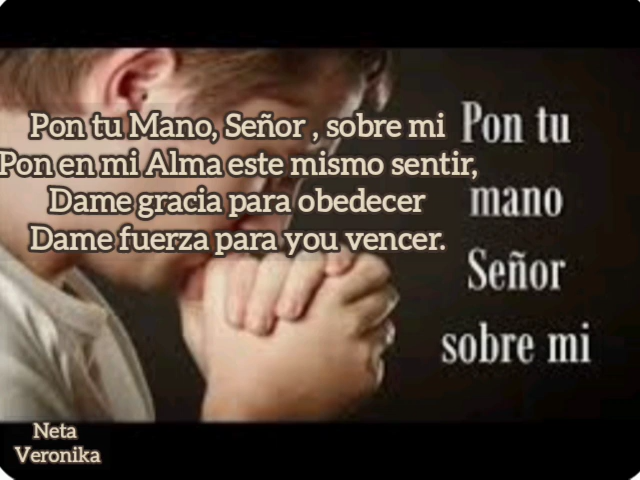 Pon tu Mano, Señor , sobre mi
Pon en mi Alma este mismo sentir,
Dame gracia para obedecer
Dame fuerza para you vencer.
Pon tu
mano
Señor
sobre mi
Neta
Veronika